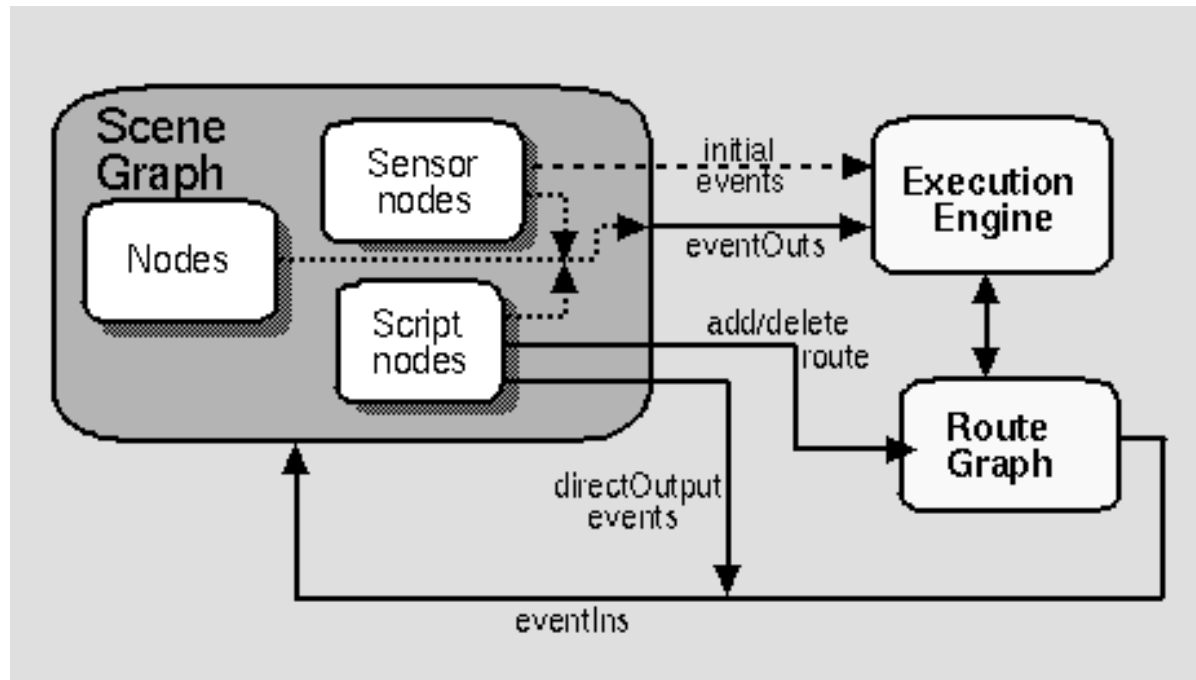 Scene
Graph
Sensor
nodes
Nodes
Script
nodes
initial
events
eventOuts
Execution
Engine
add/delete
route
Route
Graph
directOutput
events
eventIns